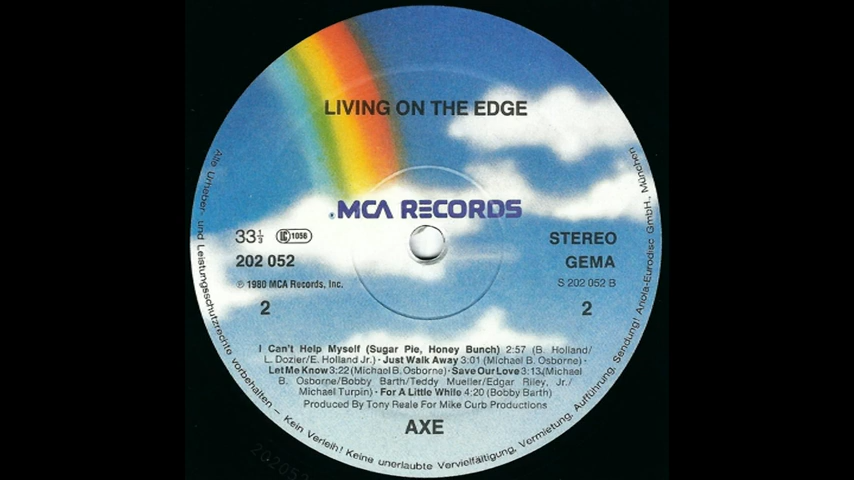 LIVING ON THE EDGE
®MCA RECORDS
33⅓ LC 1056
202 052
℗ 1980 MCA Records, Inc.
2
STEREO
GEMA
S 202 052 B
2
I Can't Help Myself (Sugar Pie, Honey Bunch) 2:57 (B. Holland/
L. Dozier/E. Holland Jr.) · Just Walk Away 3:01 (Michael B. Osborne)
Let Me Know 3:22 (Michael B. Osborne) · Save Our Love 3:13 (Michael
B. Osborne/Bobby Barth/Teddy Mueller/Edgar Riley, Jr./
Michael Turpin) · For A Little While 4:20 (Bobby Barth)
Produced By Tony Reale For Mike Curb Productions
AXE
Alle Urheber- und Leistungsschutzrechte vorbehalten – Kein Verleih! Keine unerlaubte Vervielfältigung, Vermietung, Aufführung, Sendung! Ariola-Eurodisc GmbH., München
202052